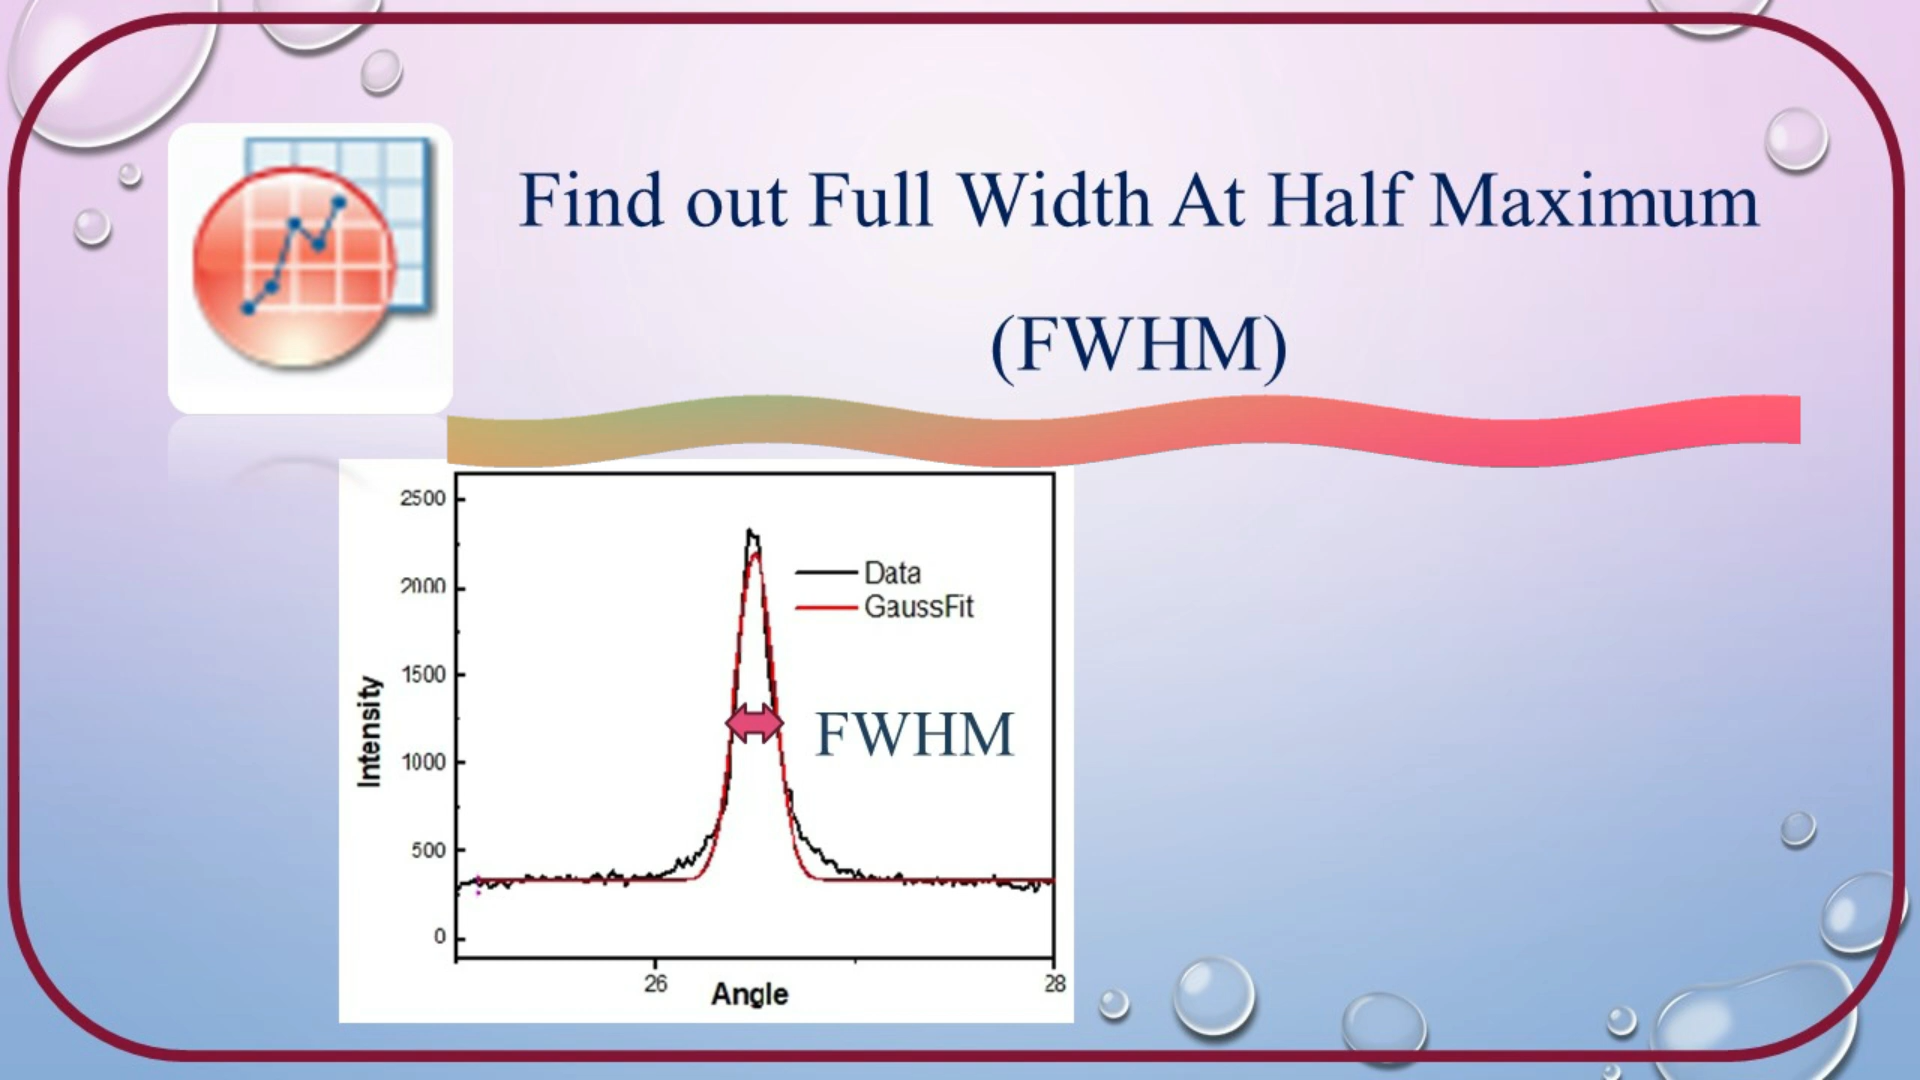 Find out Full Width At Half Maximum
(FWHM)
2500
2000
1500
1000
500
0
Intensity
Data
GaussFit
FWHM
26
28
Angle